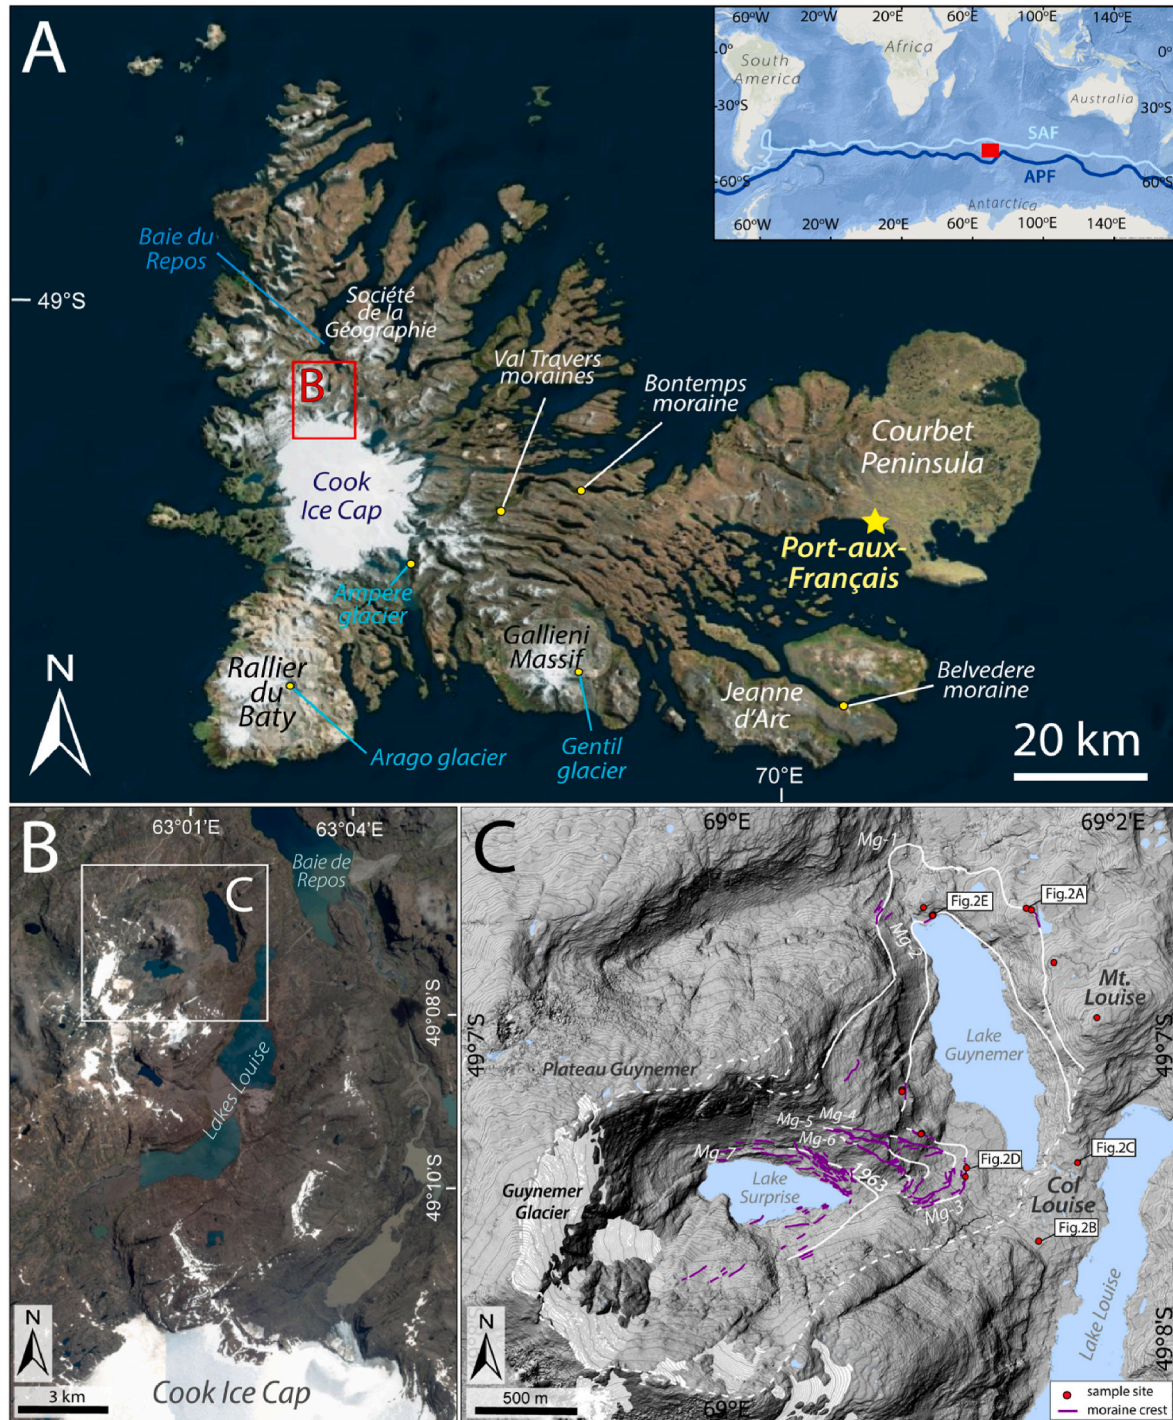 A
60°W
20°W
20°E
60°E
100°E
140°E
0°
Africa
0°
South
America
Australia
30°S
30°S
SAF
60°S
APF
60°S
Antarctica
60°W
20°W
20°E
60°E
100°E
140°E
Baie du
Repos
49°S
Société
de la
Géographie
Val Travers
moraines
B
Bontemps
moraine
Courbet
Peninsula
Cook
Ice Cap
Port-aux-
Français
Ampère
glacier
N
Gallieni
Massif
Rallier
du
Baty
Jeanne
d'Arc
Belvedere
moraine
Arago glacier
Gentil
glacier
20 km
70°E
B
63°01'E
63°04'E
Baie de
Repos
C
49°08'S
Lakes Louise
49°10'S
N
3 km
Cook Ice Cap
C
69°E
69°2'E
Mg-1
Fig.2E
Fig.2A
Mg-2
Mt.
Louise
49°7'S
49°7'S
Lake
Guynemer
Plateau Guynemer
Mg-4
Mg-5
Mg-6
Mg-7
1963
Fig.2D
Fig.2C
Lake
Surprise
Guynemer
Glacier
Col
Louise
Mg-3
Fig.2B
Lake Louise
49°8'S
N
500 m
69°E
sample site
moraine crest